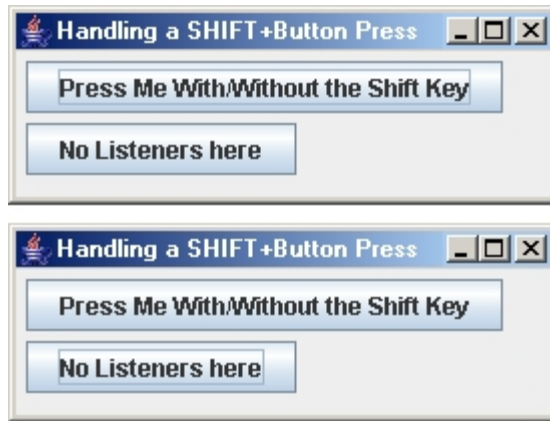 Handling a SHIFT+Button Press
Press Me With/Without the Shift Key
No Listeners here
Handling a SHIFT+Button Press
Press Me With/Without the Shift Key
No Listeners here